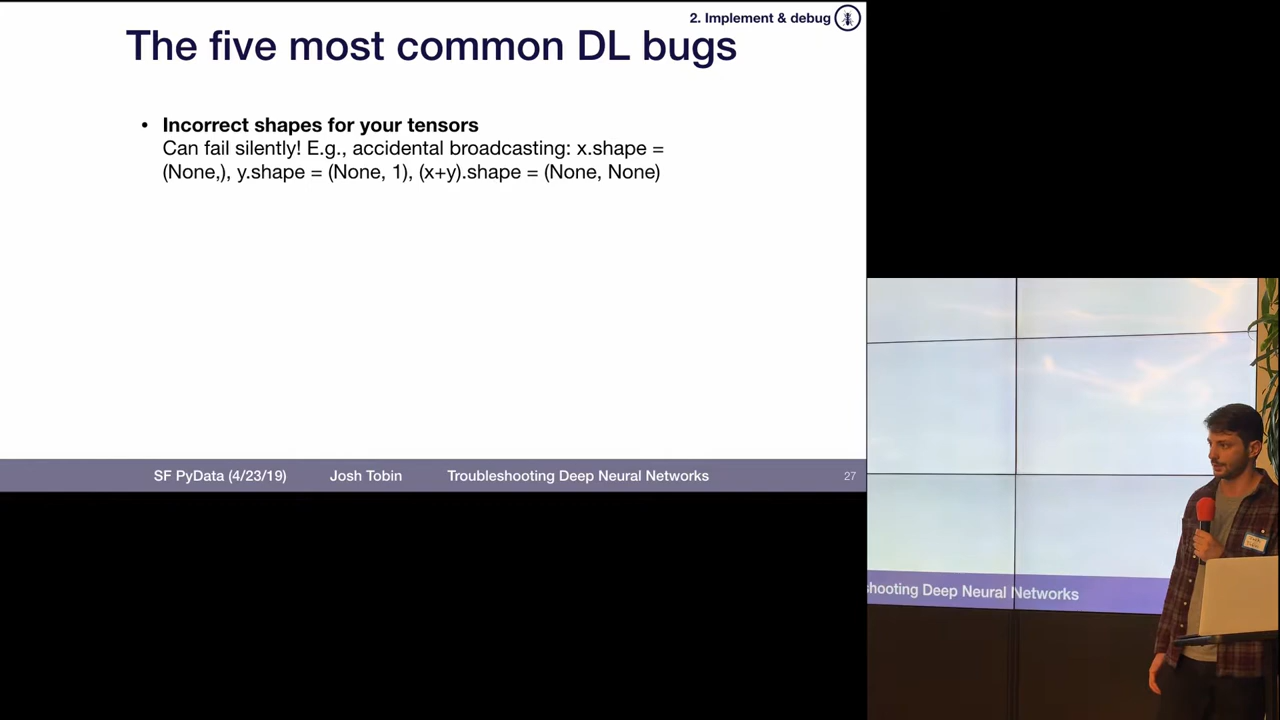 2. Implement & debug
The five most common DL bugs
• Incorrect shapes for your tensors
Can fail silently! E.g., accidental broadcasting: x.shape =
(None,), y.shape = (None, 1), (x+y).shape = (None, None)
SF PyData (4/23/19) Josh Tobin Troubleshooting Deep Neural Networks 27
shooting Deep Neural Networks